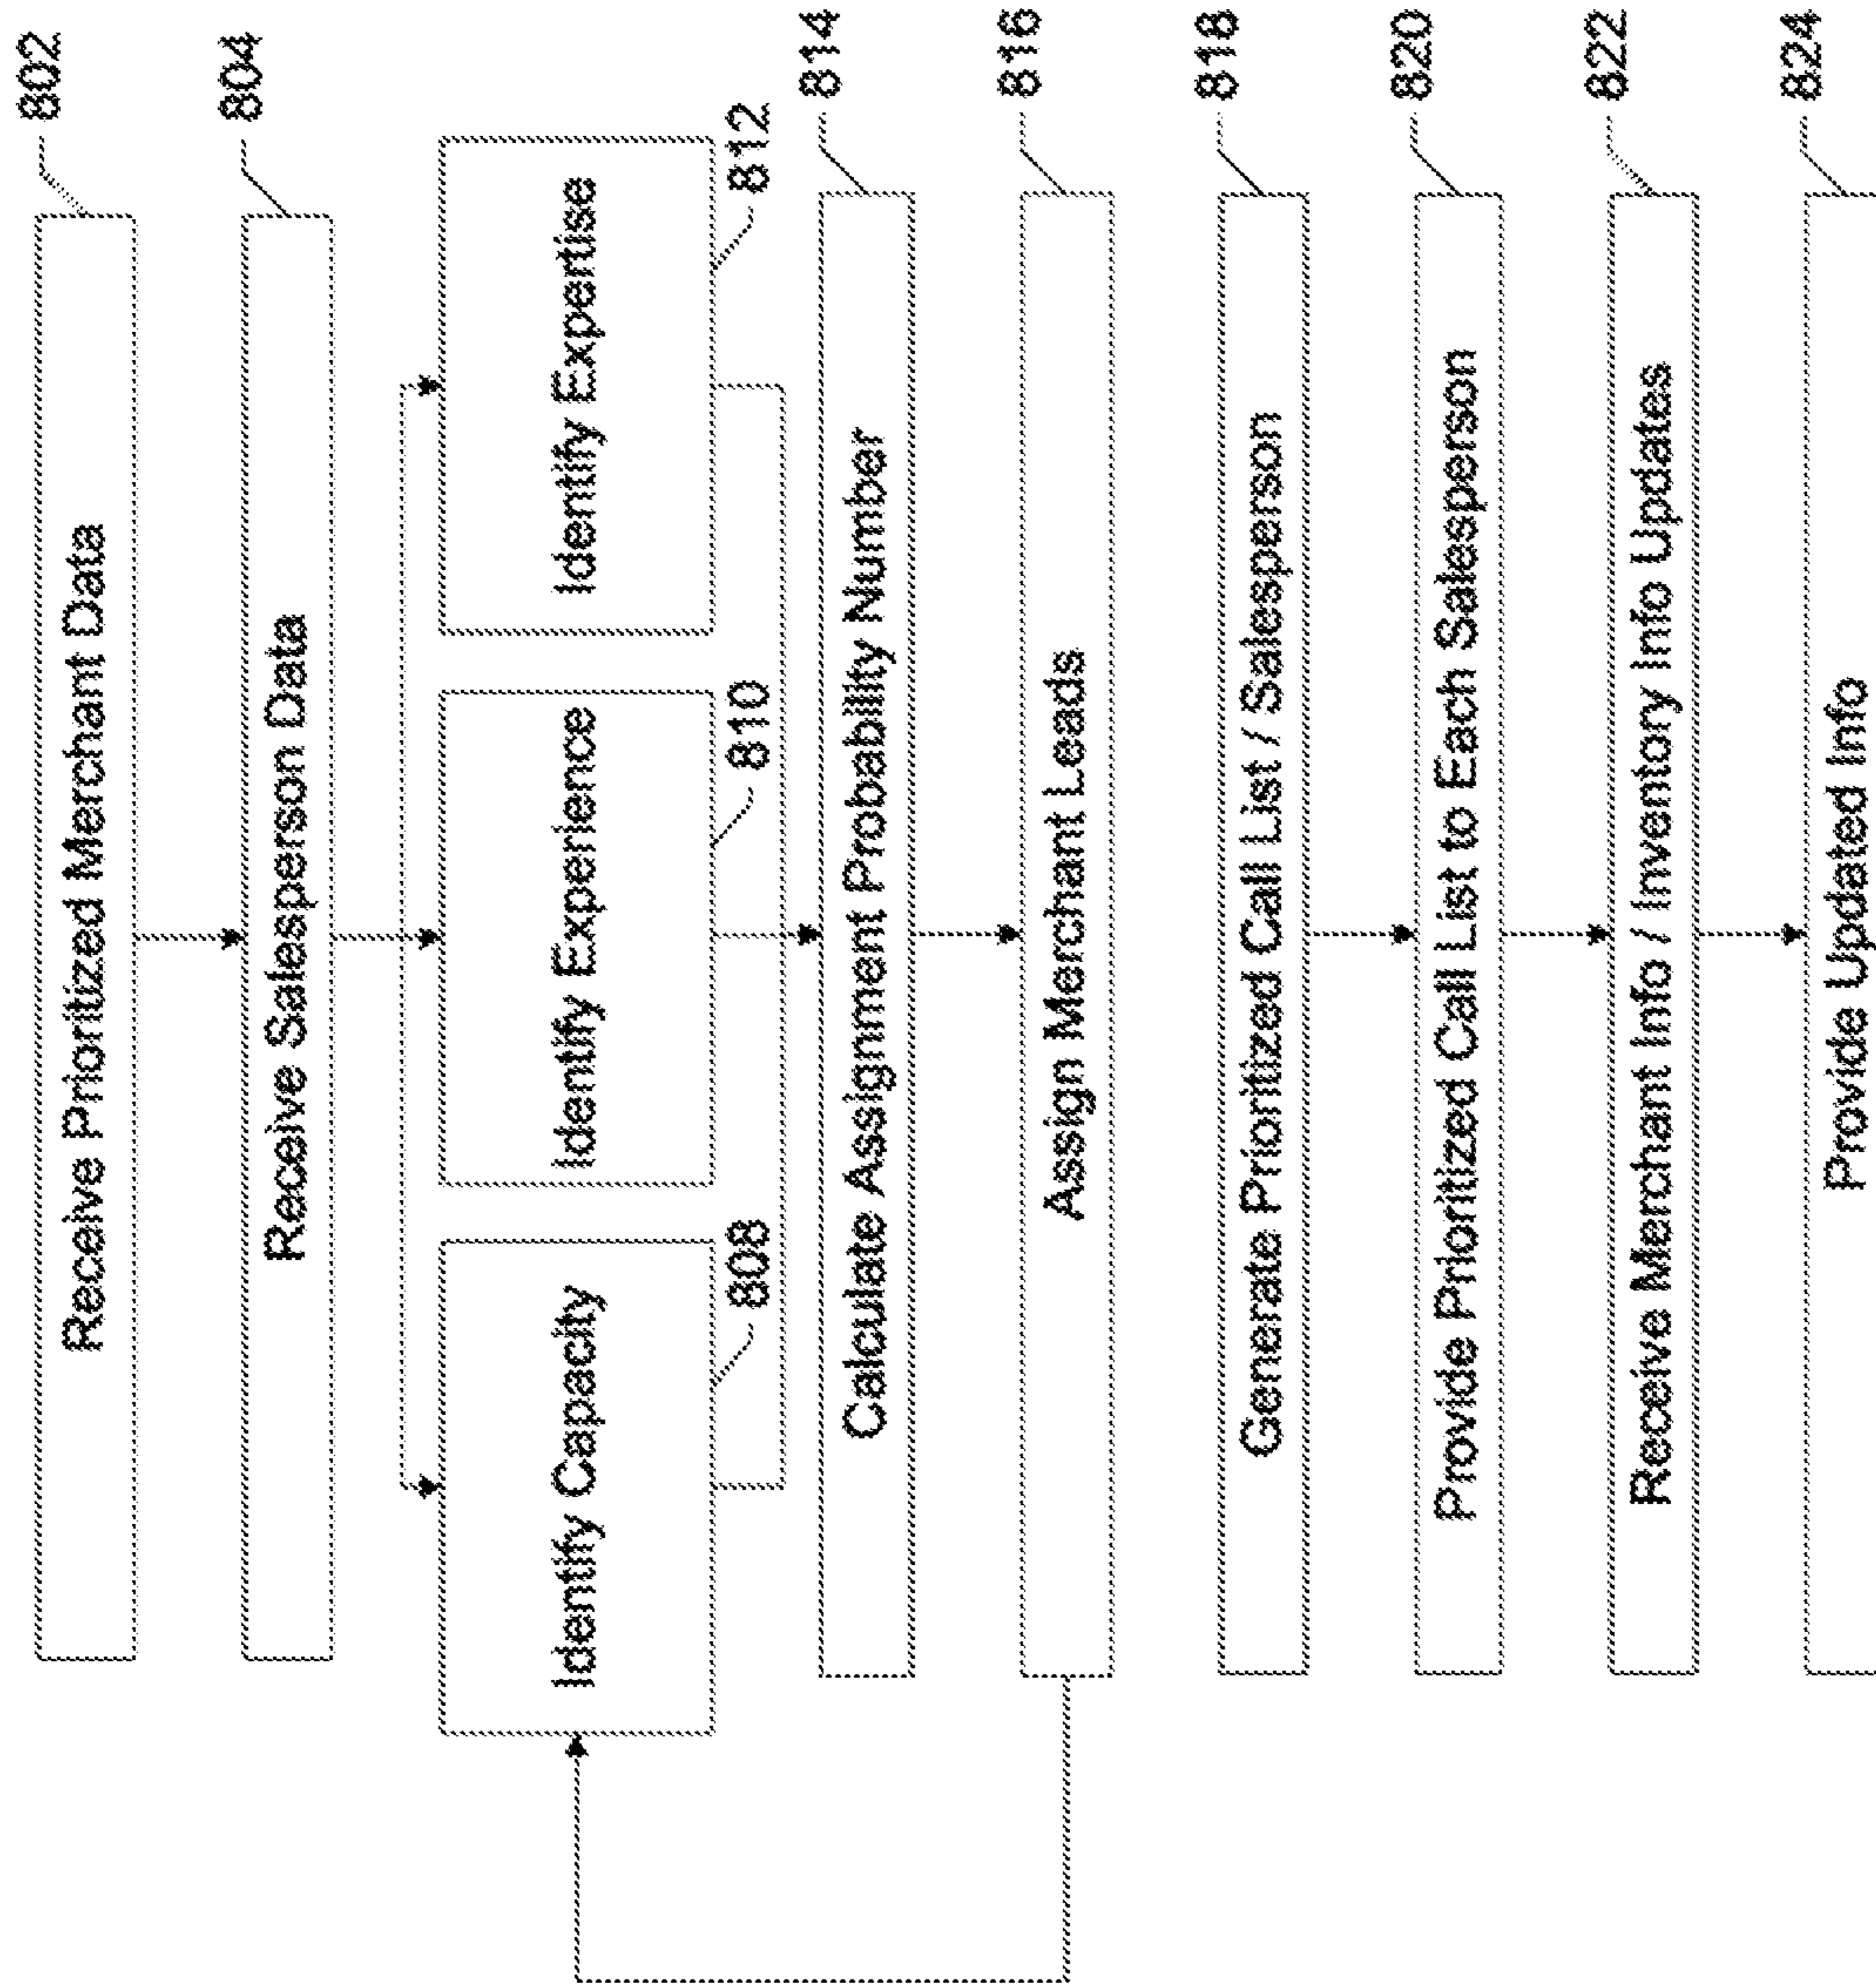 Receive Prioritized Merchant Data
802
Receive Salesperson Data
804
Identify Capacity
808
Identify Experience
810
Identify Expertise
812
Calculate Assignment Probability Number
814
Assign Merchant Leads
816
Generate Prioritized Call List / Salesperson
818
Provide Prioritized Call List to Each Salesperson
820
Receive Merchant Info / Inventory Info Updates
822
Provide Updated Info
824